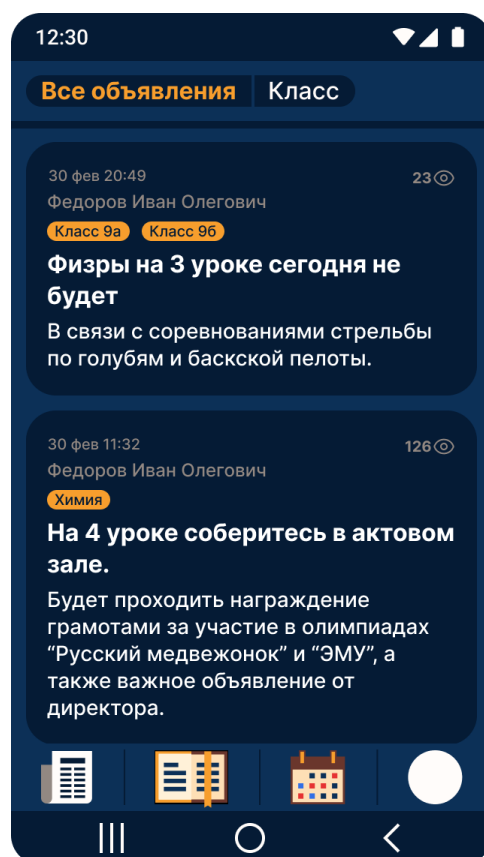 12:30
Все объявления Класс
30 фев 20:49 23
Федоров Иван Олегович
Класс 9а Класс 9б
Физры на 3 уроке сегодня не
будет
В связи с соревнованиями стрельбы
по голубям и баскской пелоты.
30 фев 11:32 126
Федоров Иван Олегович
Химия
На 4 уроке соберитесь в актовом
зале.
Будет проходить награждение
грамотами за участие в олимпиадах
“Русский медвежонок” и “ЭМУ”, а
также важное объявление от
директора.